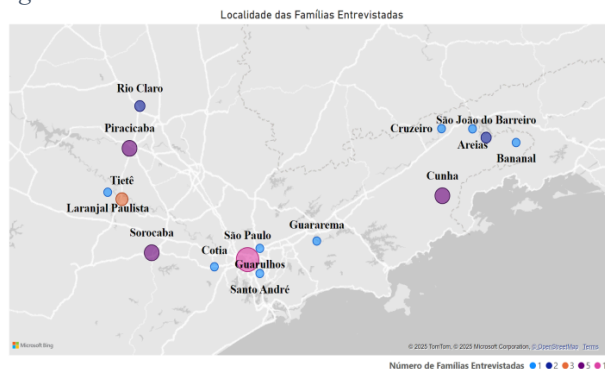 Localidade das Famílias Entrevistadas
Rio Claro
Piracicaba
Tietê
Laranjal Paulista
Sorocaba
Cotia
São Paulo
Guarulhos
Santo André
Guararema
Cruzeiro
São João do Barreiro
Areias
Bananal
Cunha
Microsoft Bing
© 2025 TomTom, © 2025 Microsoft Corporation, © OpenStreetMap Terms
Número de Famílias Entrevistadas 1 2 3 5